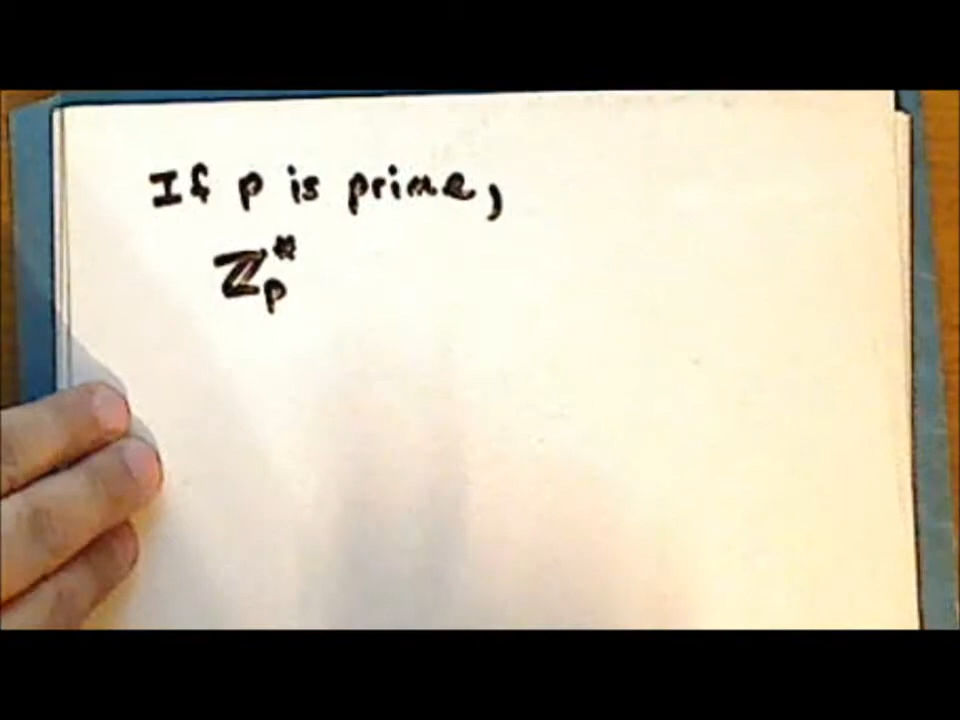 If p is prime,
ℤₚ*